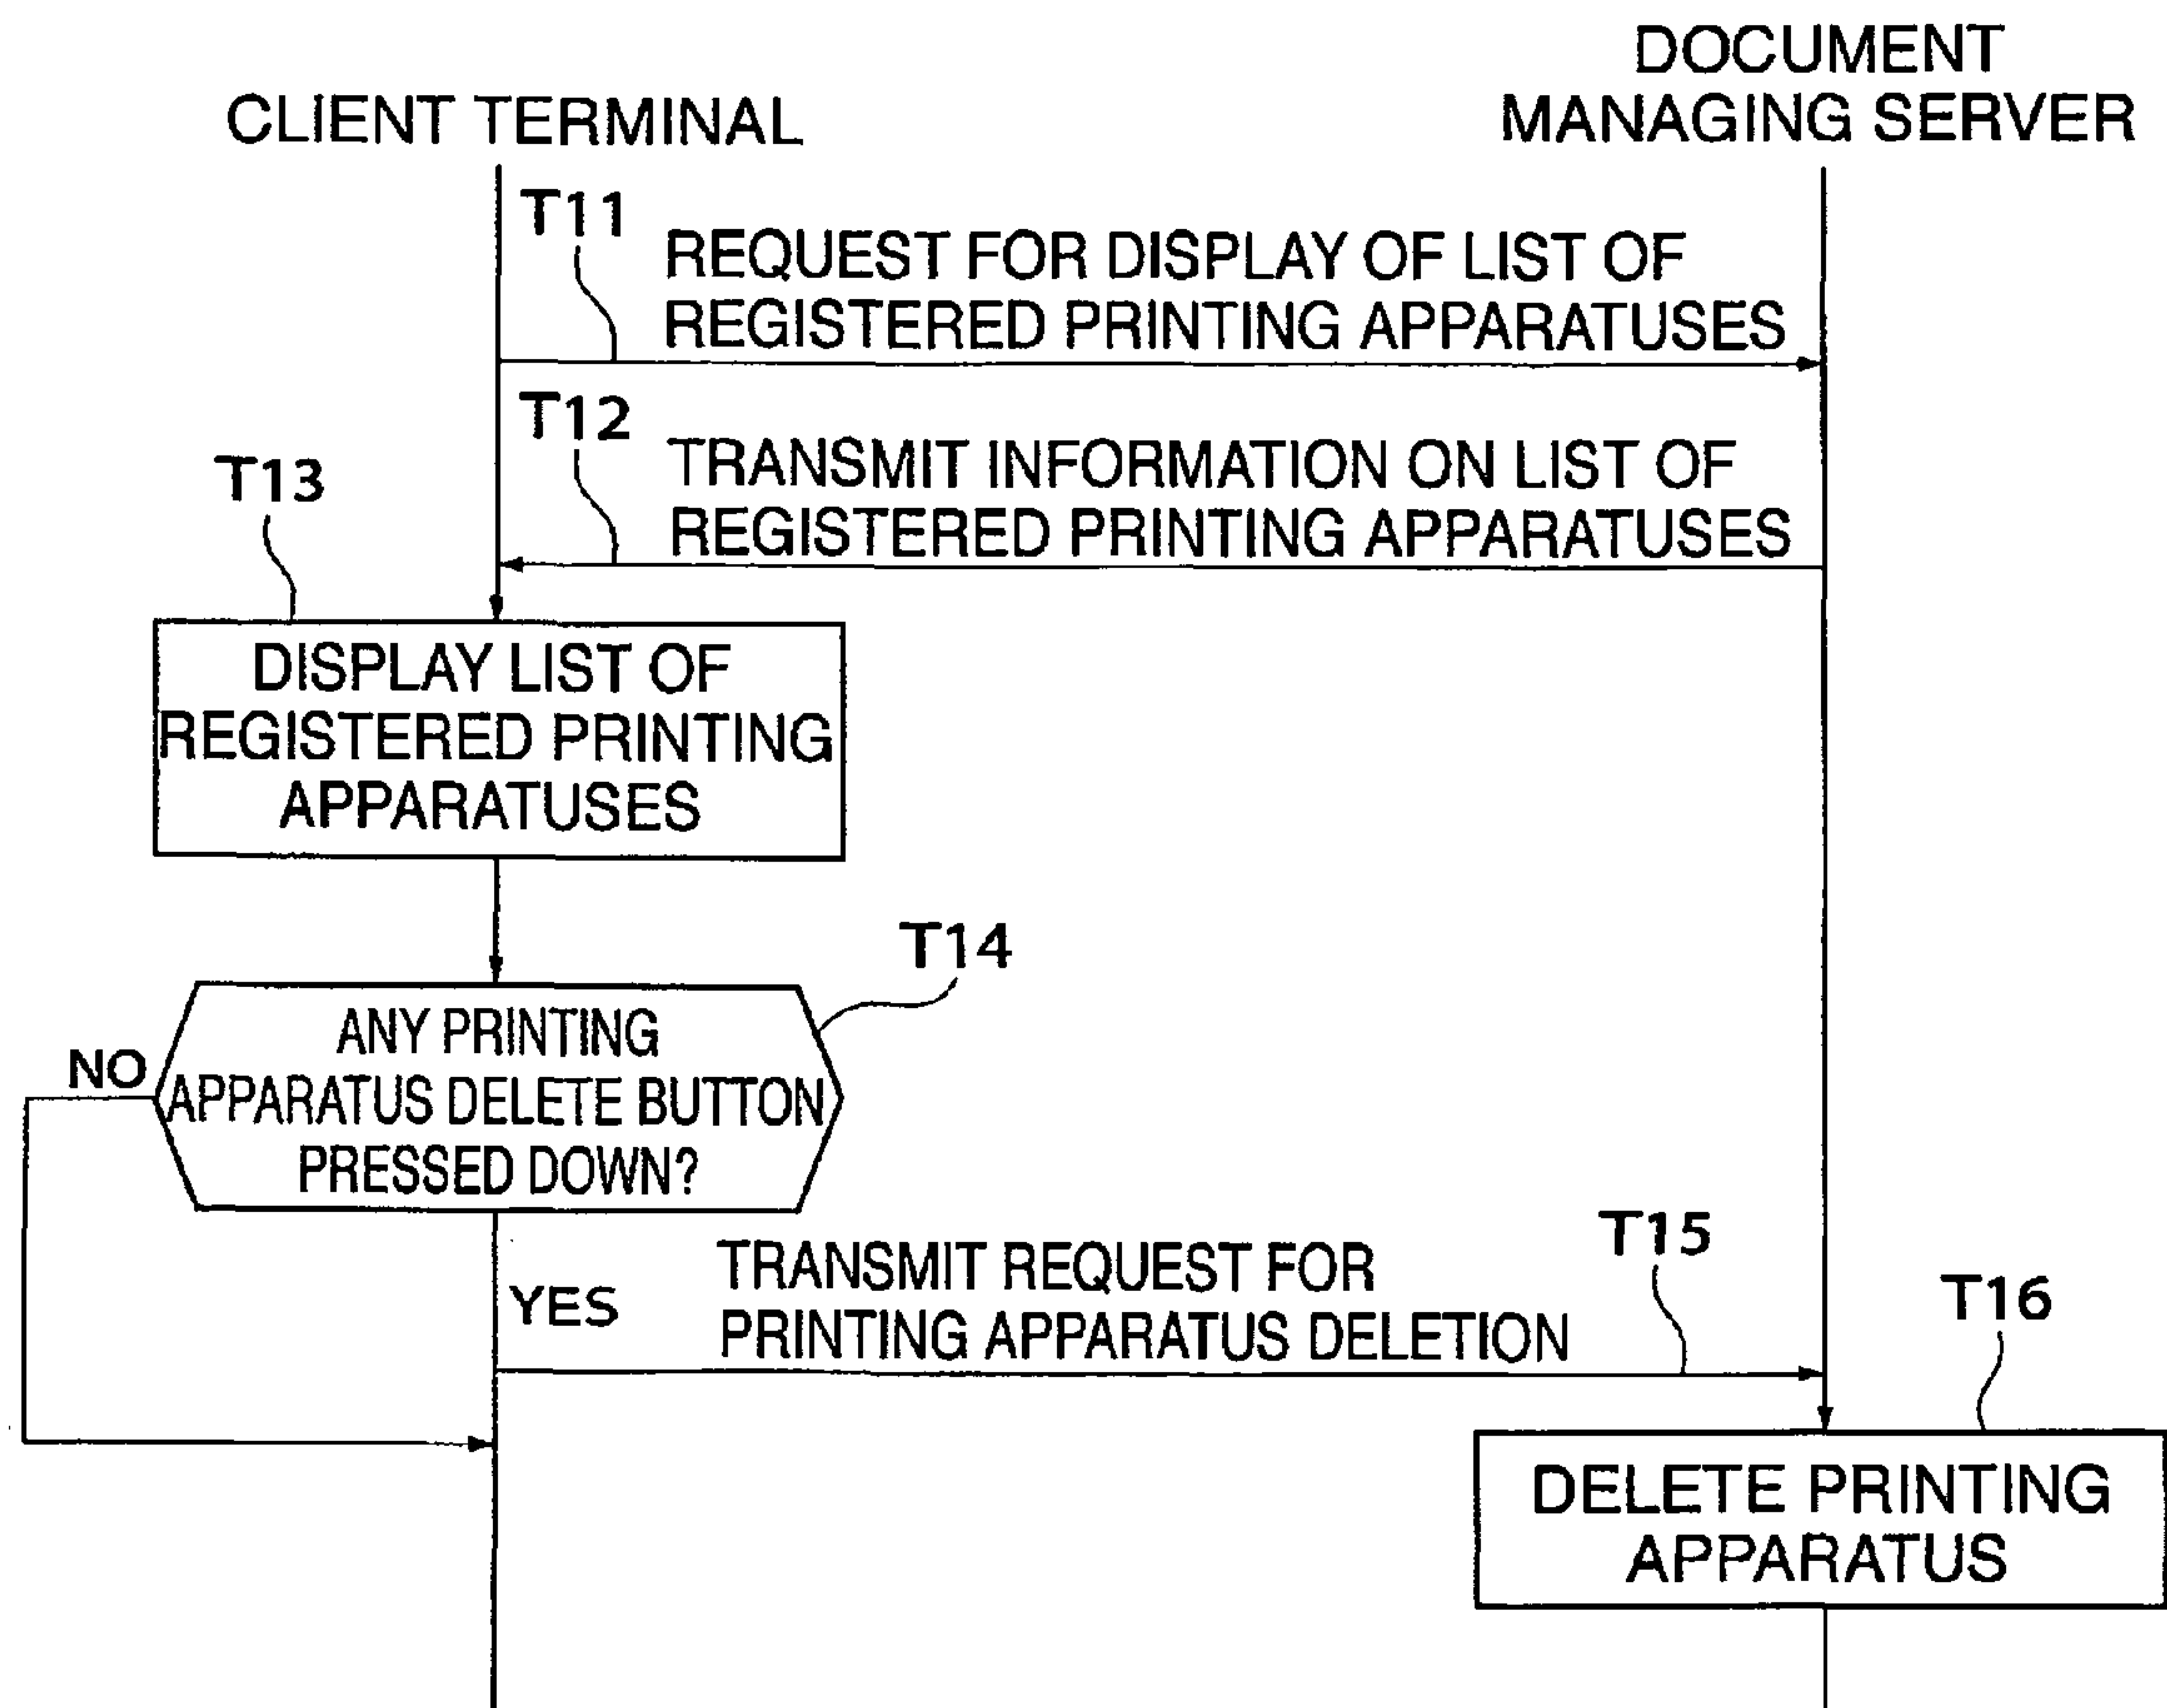 CLIENT TERMINAL
DOCUMENT
MANAGING SERVER
T11
REQUEST FOR DISPLAY OF LIST OF
REGISTERED PRINTING APPARATUSES
T12
TRANSMIT INFORMATION ON LIST OF
REGISTERED PRINTING APPARATUSES
T13
DISPLAY LIST OF
REGISTERED PRINTING
APPARATUSES
T14
ANY PRINTING
APPARATUS DELETE BUTTON
PRESSED DOWN?
NO
YES
TRANSMIT REQUEST FOR
PRINTING APPARATUS DELETION
T15
T16
DELETE PRINTING
APPARATUS